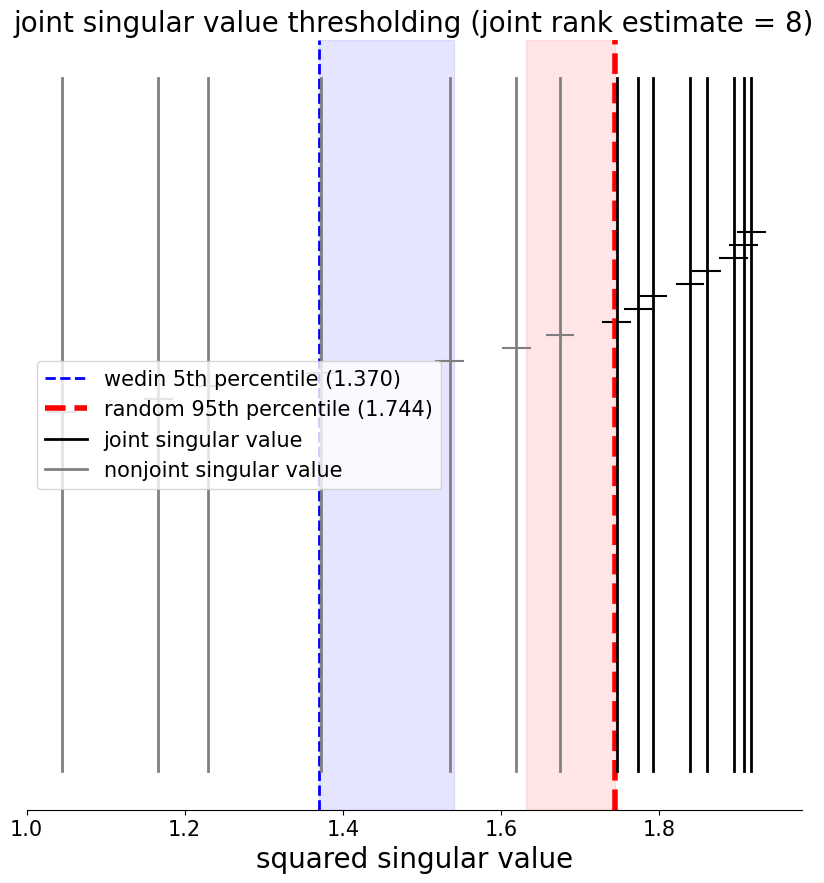 joint singular value thresholding (joint rank estimate = 8)
wedin 5th percentile (1.370)
random 95th percentile (1.744)
joint singular value
nonjoint singular value
1.0 1.2 1.4 1.6 1.8
squared singular value